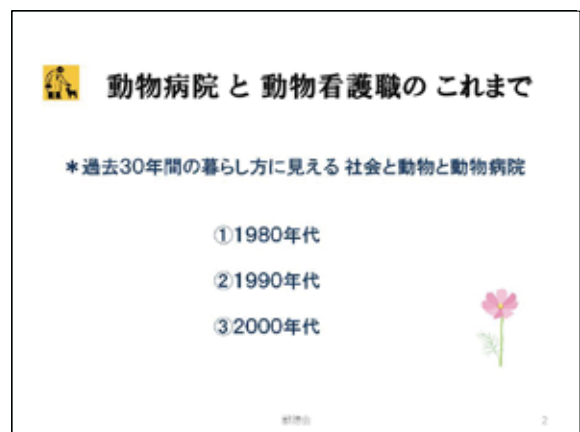 動物病院 と 動物看護職の これまで
＊過去30年間の暮らし方に見える 社会と動物と動物病院
①1980年代
②1990年代
③2000年代
2